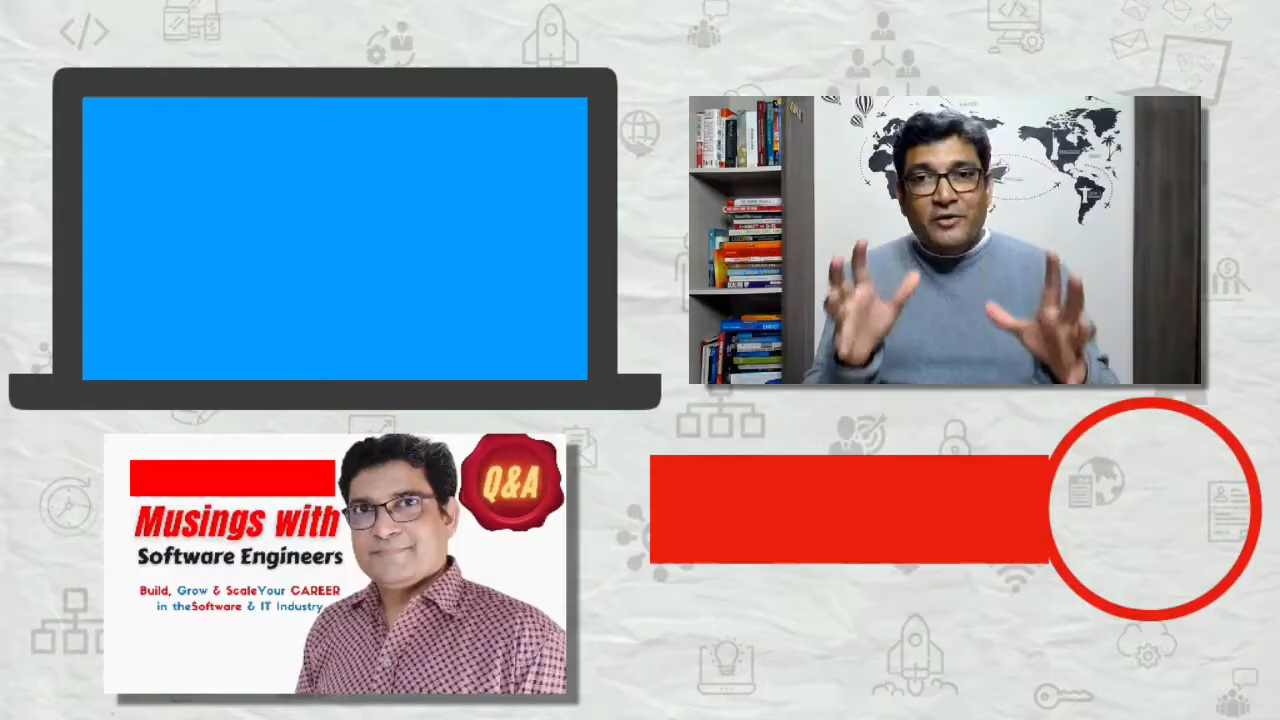 Q&A
Musings with
Software Engineers
Build, Grow & ScaleYour CAREER
in theSoftware & IT Industry